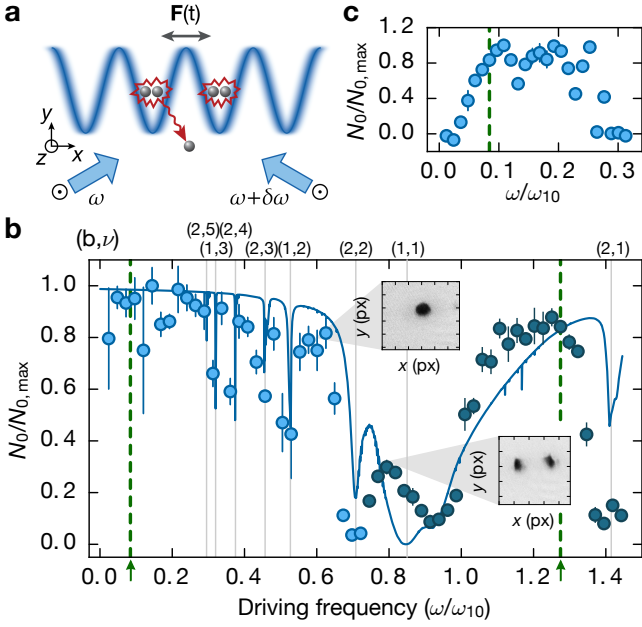 a
F(t)
y
z
x
ω
ω+δω
c
N₀/N₀,max
1.2
0.8
0.4
0.0
0.0
0.1
0.2
0.3
ω/ω₁₀
b
(b,ν)
(2,5)
(2,4)
(1,3)
(2,3)
(1,2)
(2,2)
(1,1)
(2,1)
N₀/N₀,max
1.0
0.8
0.6
0.4
0.2
0.0
y (px)
x (px)
y (px)
x (px)
0.0
0.2
0.4
0.6
0.8
1.0
1.2
1.4
Driving frequency (ω/ω₁₀)